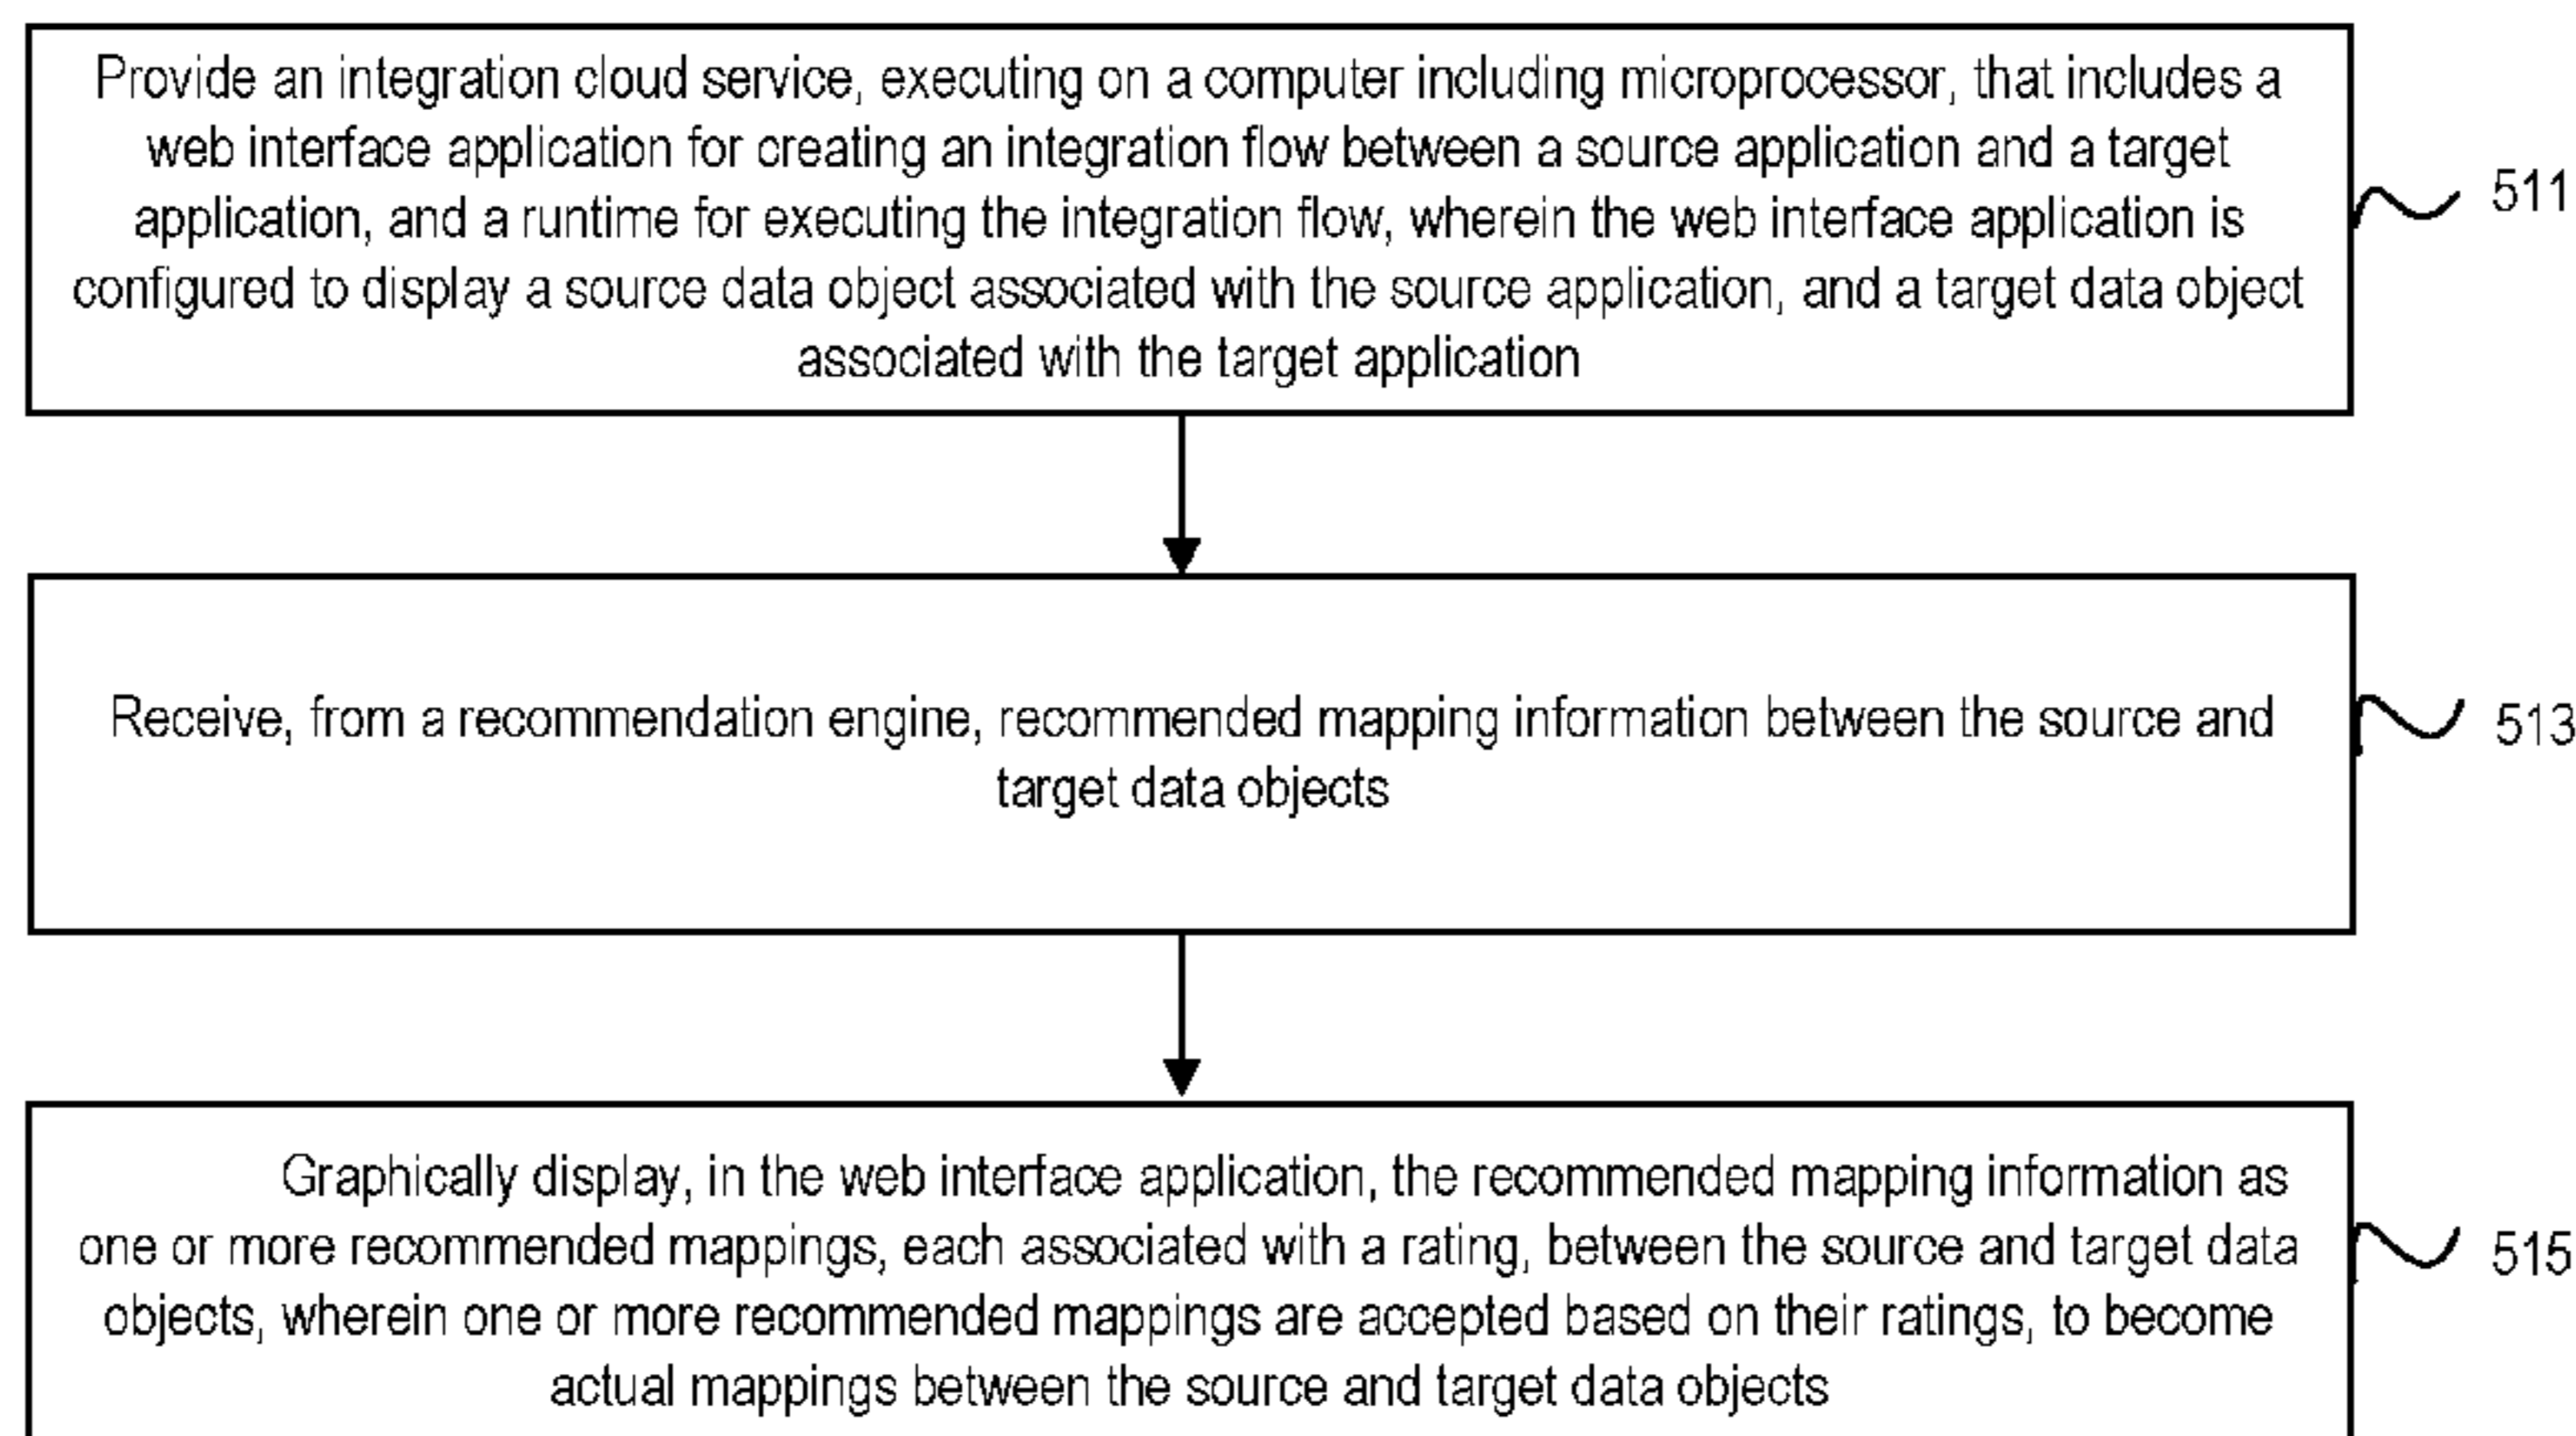 Provide an integration cloud service, executing on a computer including microprocessor, that includes a
web interface application for creating an integration flow between a source application and a target
application, and a runtime for executing the integration flow, wherein the web interface application is
configured to display a source data object associated with the source application, and a target data object
associated with the target application
511
Receive, from a recommendation engine, recommended mapping information between the source and
target data objects
513
Graphically display, in the web interface application, the recommended mapping information as
one or more recommended mappings, each associated with a rating, between the source and target data
objects, wherein one or more recommended mappings are accepted based on their ratings, to become
actual mappings between the source and target data objects
515